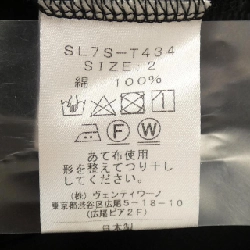 SL7S-T434
SIZE 2
綿 100%
F W
あて布使用
形を整えてつり干し
してください。
(株)ヴェンティワーノ
東京都渋谷区広尾5-18-10
(広尾ピア2F)
日本製